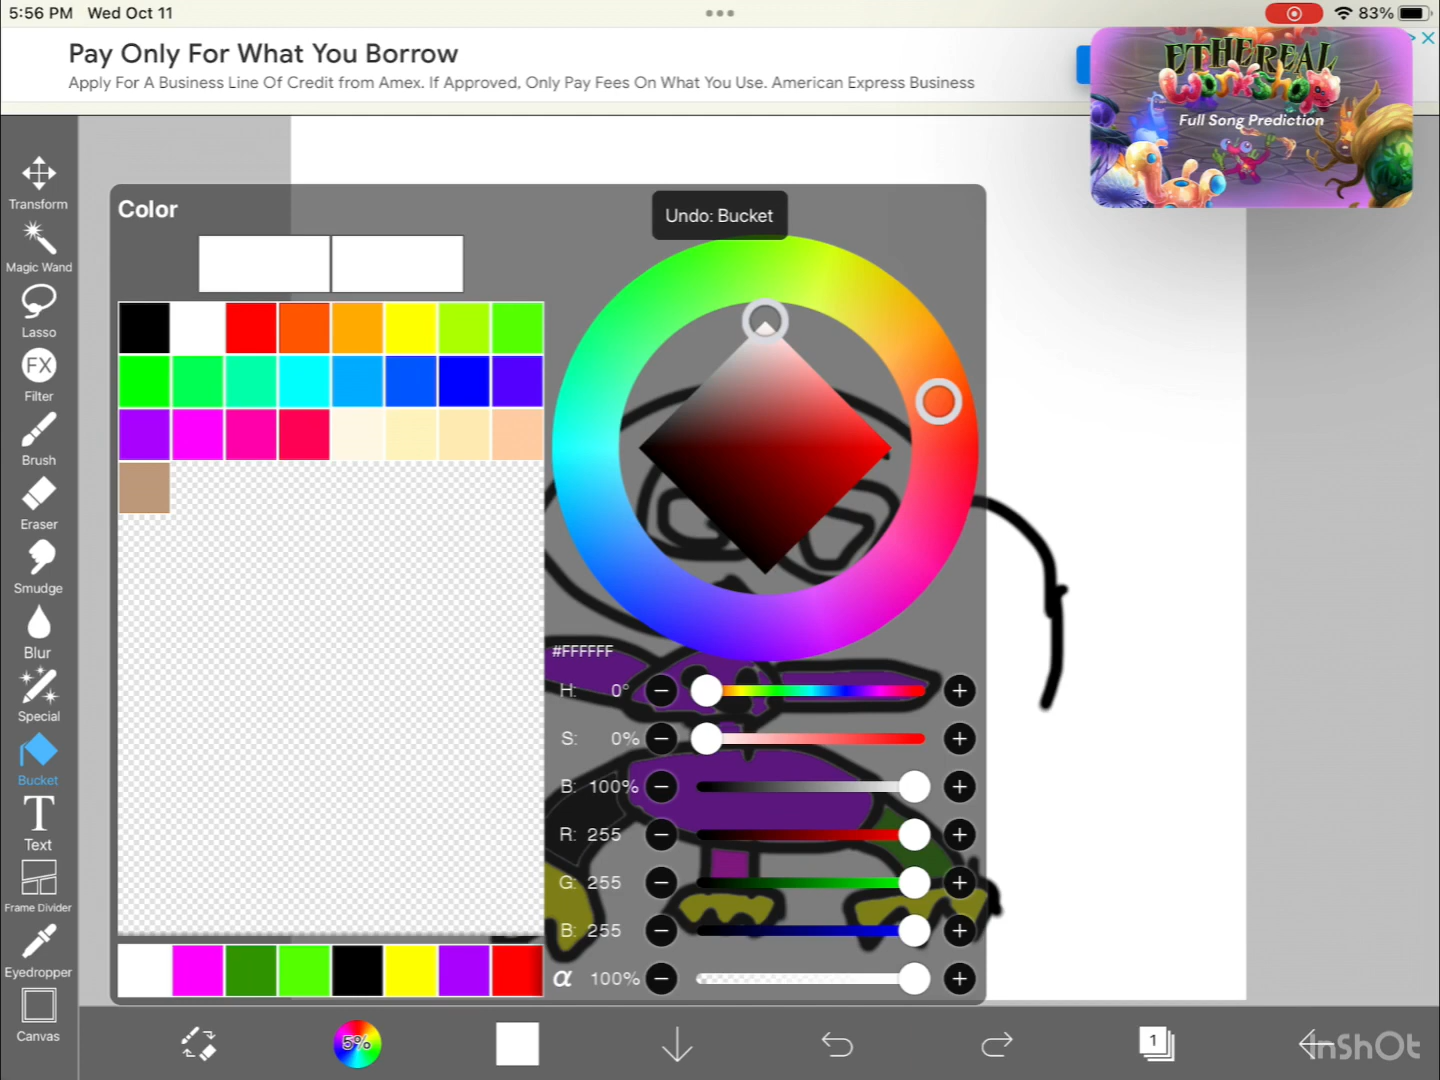 5:56 PM Wed Oct 11
83%
Pay Only For What You Borrow
Apply For A Business Line Of Credit from Amex. If Approved, Only Pay Fees On What You Use. American Express Business
ETHEREAL
Workshop
Full Song Prediction
Color
Undo: Bucket
Transform
Magic Wand
Lasso
FX
Filter
Brush
Eraser
Smudge
Blur
Special
Bucket
T
Text
Frame Divider
Eyedropper
Canvas
#FFFFFF
H: 0°
S: 0%
B: 100%
R: 255
G: 255
B: 255
α 100%
5%
1
InShOt